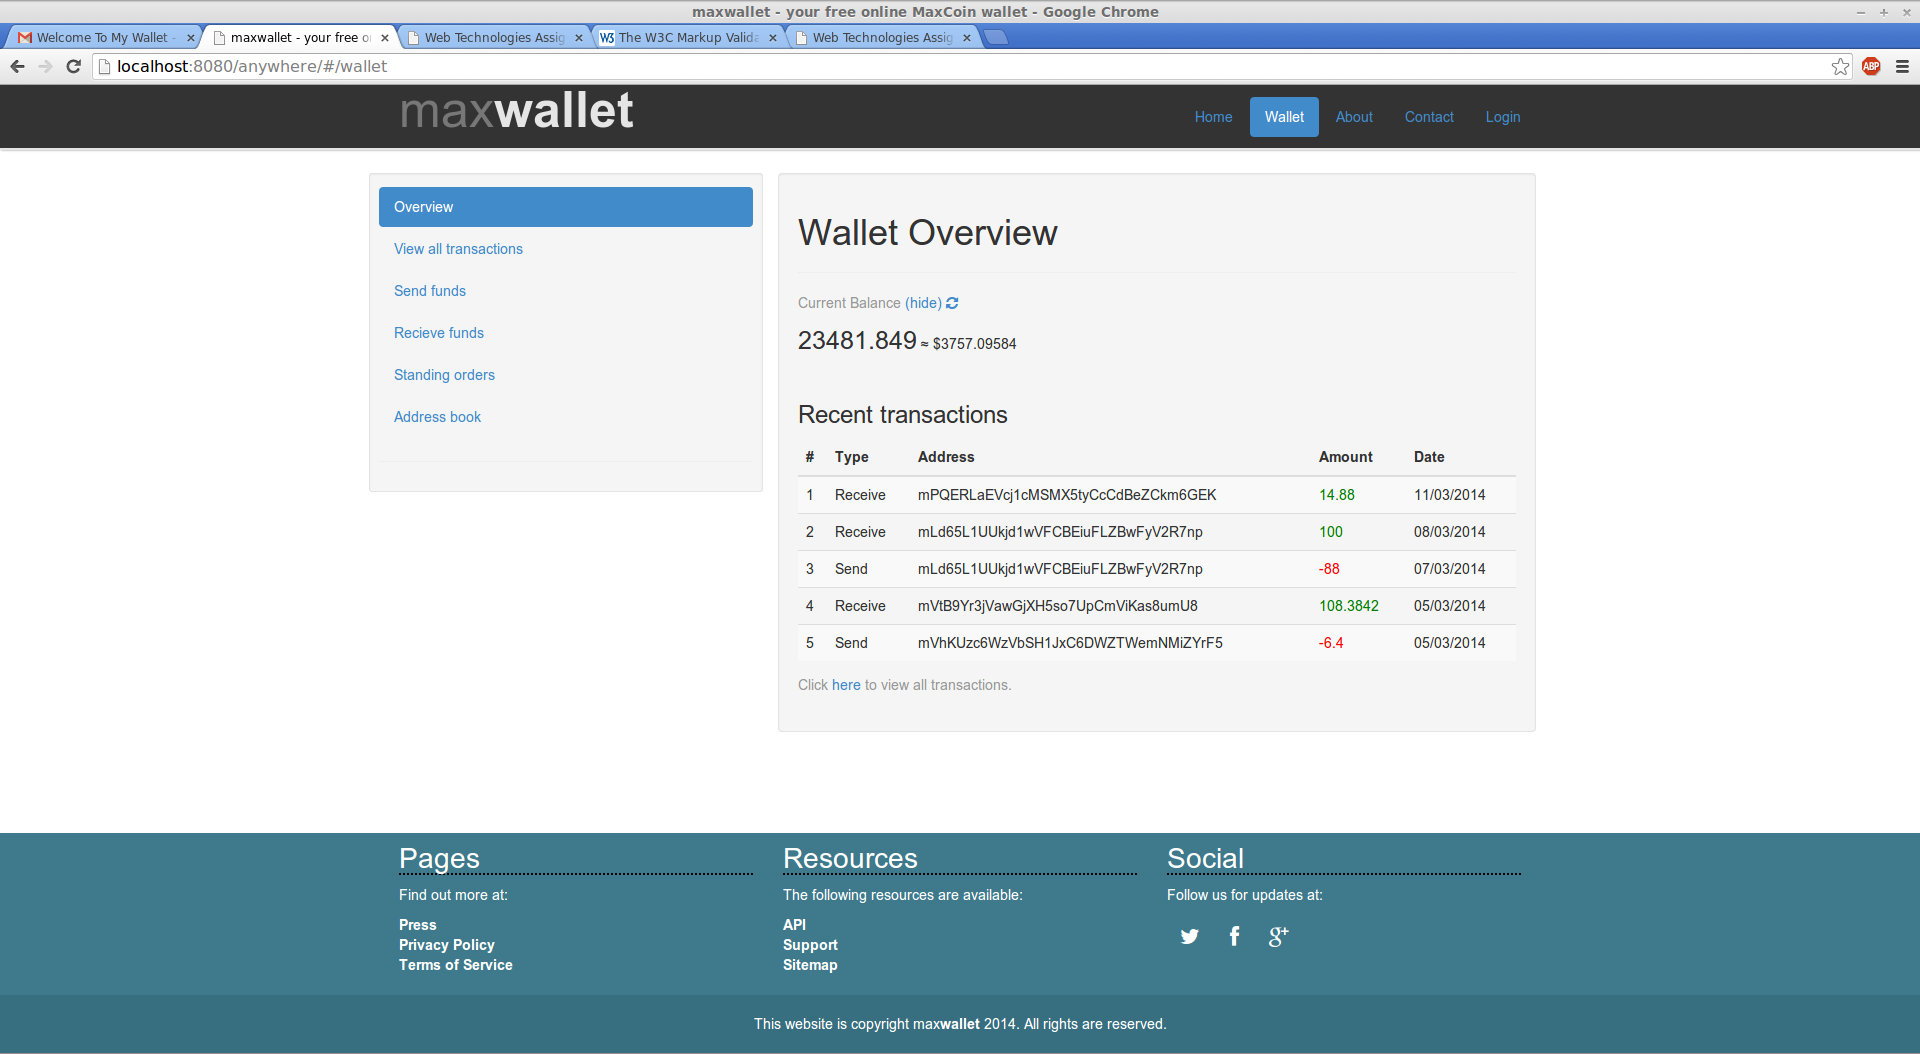 maxwallet - your free online MaxCoin wallet - Google Chrome
Welcome To My Wallet -
maxwallet - your free o
Web Technologies Assig
W3 The W3C Markup Valida
Web Technologies Assig
localhost:8080/anywhere/#/wallet
ABP
maxwallet
Home Wallet About Contact Login
Overview
View all transactions
Send funds
Recieve funds
Standing orders
Address book
Wallet Overview
Current Balance (hide)
23481.849 ≈ $3757.09584
Recent transactions
# Type Address Amount Date
1 Receive mPQERLaEVcj1cMSMX5tyCcCdBeZCkm6GEK 14.88 11/03/2014
2 Receive mLd65L1UUkjd1wVFCBEiuFLZBwFyV2R7np 100 08/03/2014
3 Send mLd65L1UUkjd1wVFCBEiuFLZBwFyV2R7np -88 07/03/2014
4 Receive mVtB9Yr3jVawGjXH5so7UpCmViKas8umU8 108.3842 05/03/2014
5 Send mVhKUzc6WzVbSH1JxC6DWZTWemNMiZYrF5 -6.4 05/03/2014
Click here to view all transactions.
Pages
Find out more at:
Press
Privacy Policy
Terms of Service
Resources
The following resources are available:
API
Support
Sitemap
Social
Follow us for updates at:
This website is copyright maxwallet 2014. All rights are reserved.